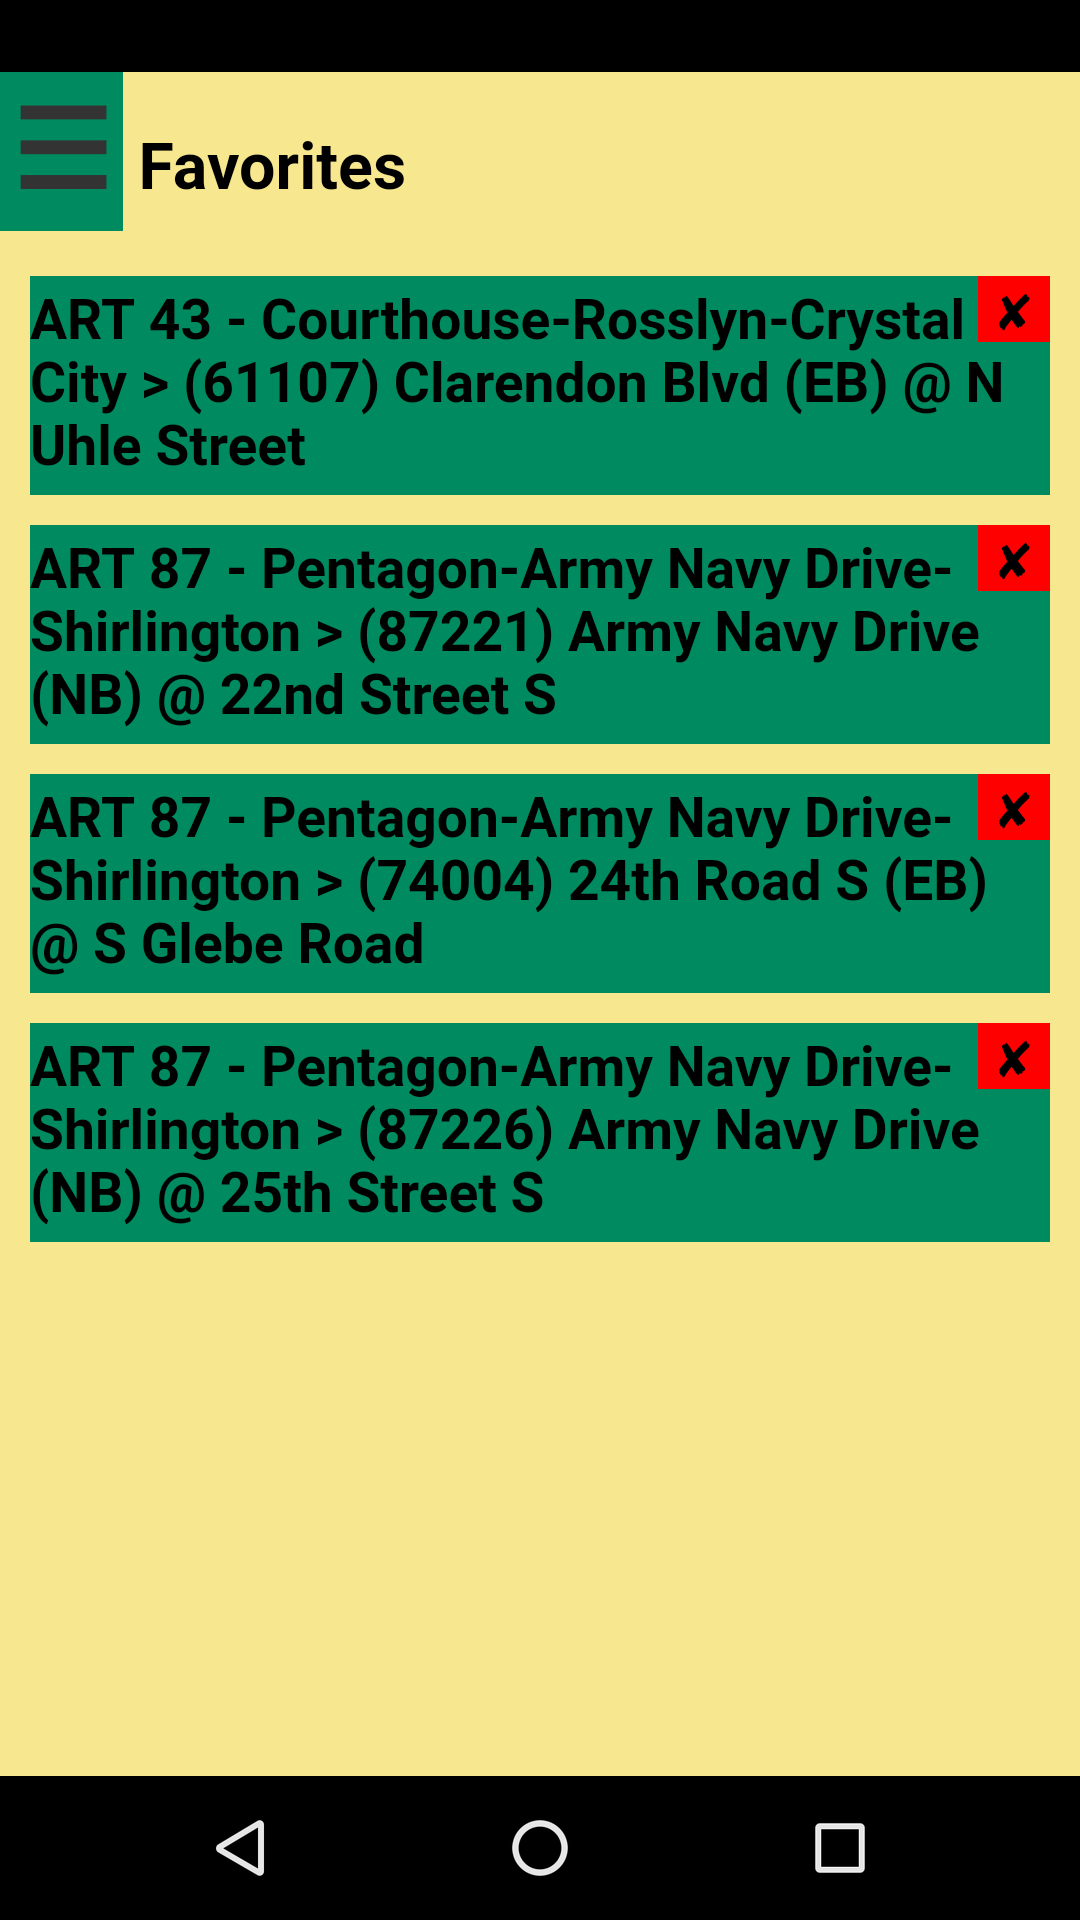 Favorites
ART 43 - Courthouse-Rosslyn-Crystal ✘
City > (61107) Clarendon Blvd (EB) @ N
Uhle Street
ART 87 - Pentagon-Army Navy Drive- ✘
Shirlington > (87221) Army Navy Drive
(NB) @ 22nd Street S
ART 87 - Pentagon-Army Navy Drive- ✘
Shirlington > (74004) 24th Road S (EB)
@ S Glebe Road
ART 87 - Pentagon-Army Navy Drive- ✘
Shirlington > (87226) Army Navy Drive
(NB) @ 25th Street S